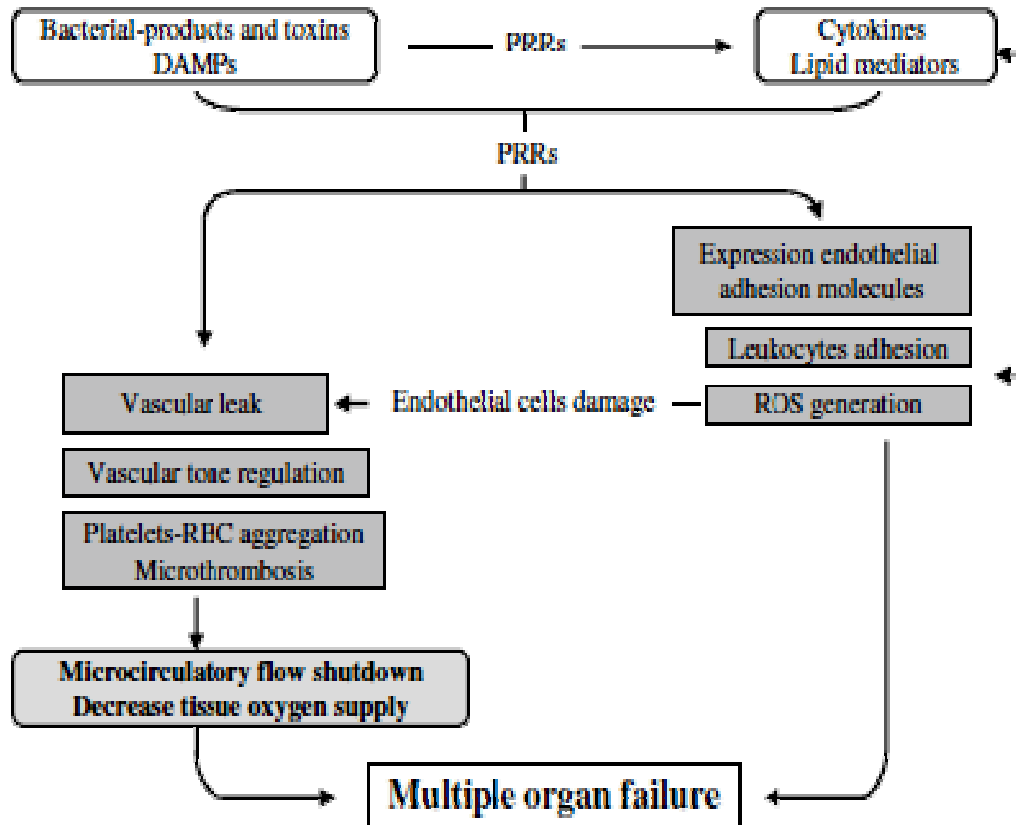 Bacterial-products and toxins
DAMPs
PRRs
Cytokines
Lipid mediators
PRRs
Expression endothelial
adhesion molecules
Leukocytes adhesion
ROS generation
Endothelial cells damage
Vascular leak
Vascular tone regulation
Platelets-RBC aggregation
Microthrombosis
Microcirculatory flow shutdown
Decrease tissue oxygen supply
Multiple organ failure